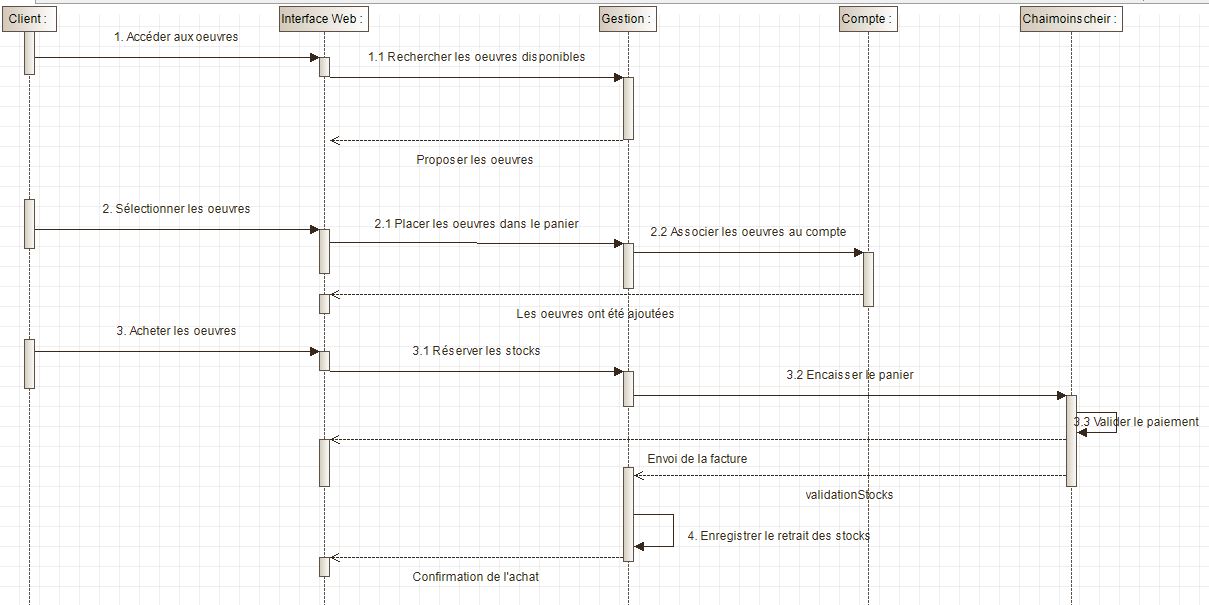 Client :
Interface Web :
Gestion :
Compte :
Chaimoinscheir :
1. Accéder aux oeuvres
1.1 Rechercher les oeuvres disponibles
Proposer les oeuvres
2. Sélectionner les oeuvres
2.1 Placer les oeuvres dans le panier
2.2 Associer les oeuvres au compte
Les oeuvres ont été ajoutées
3. Acheter les oeuvres
3.1 Réserver les stocks
3.2 Encaisser le panier
3.3 Valider le paiement
Envoi de la facture
validationStocks
4. Enregistrer le retrait des stocks
Confirmation de l'achat